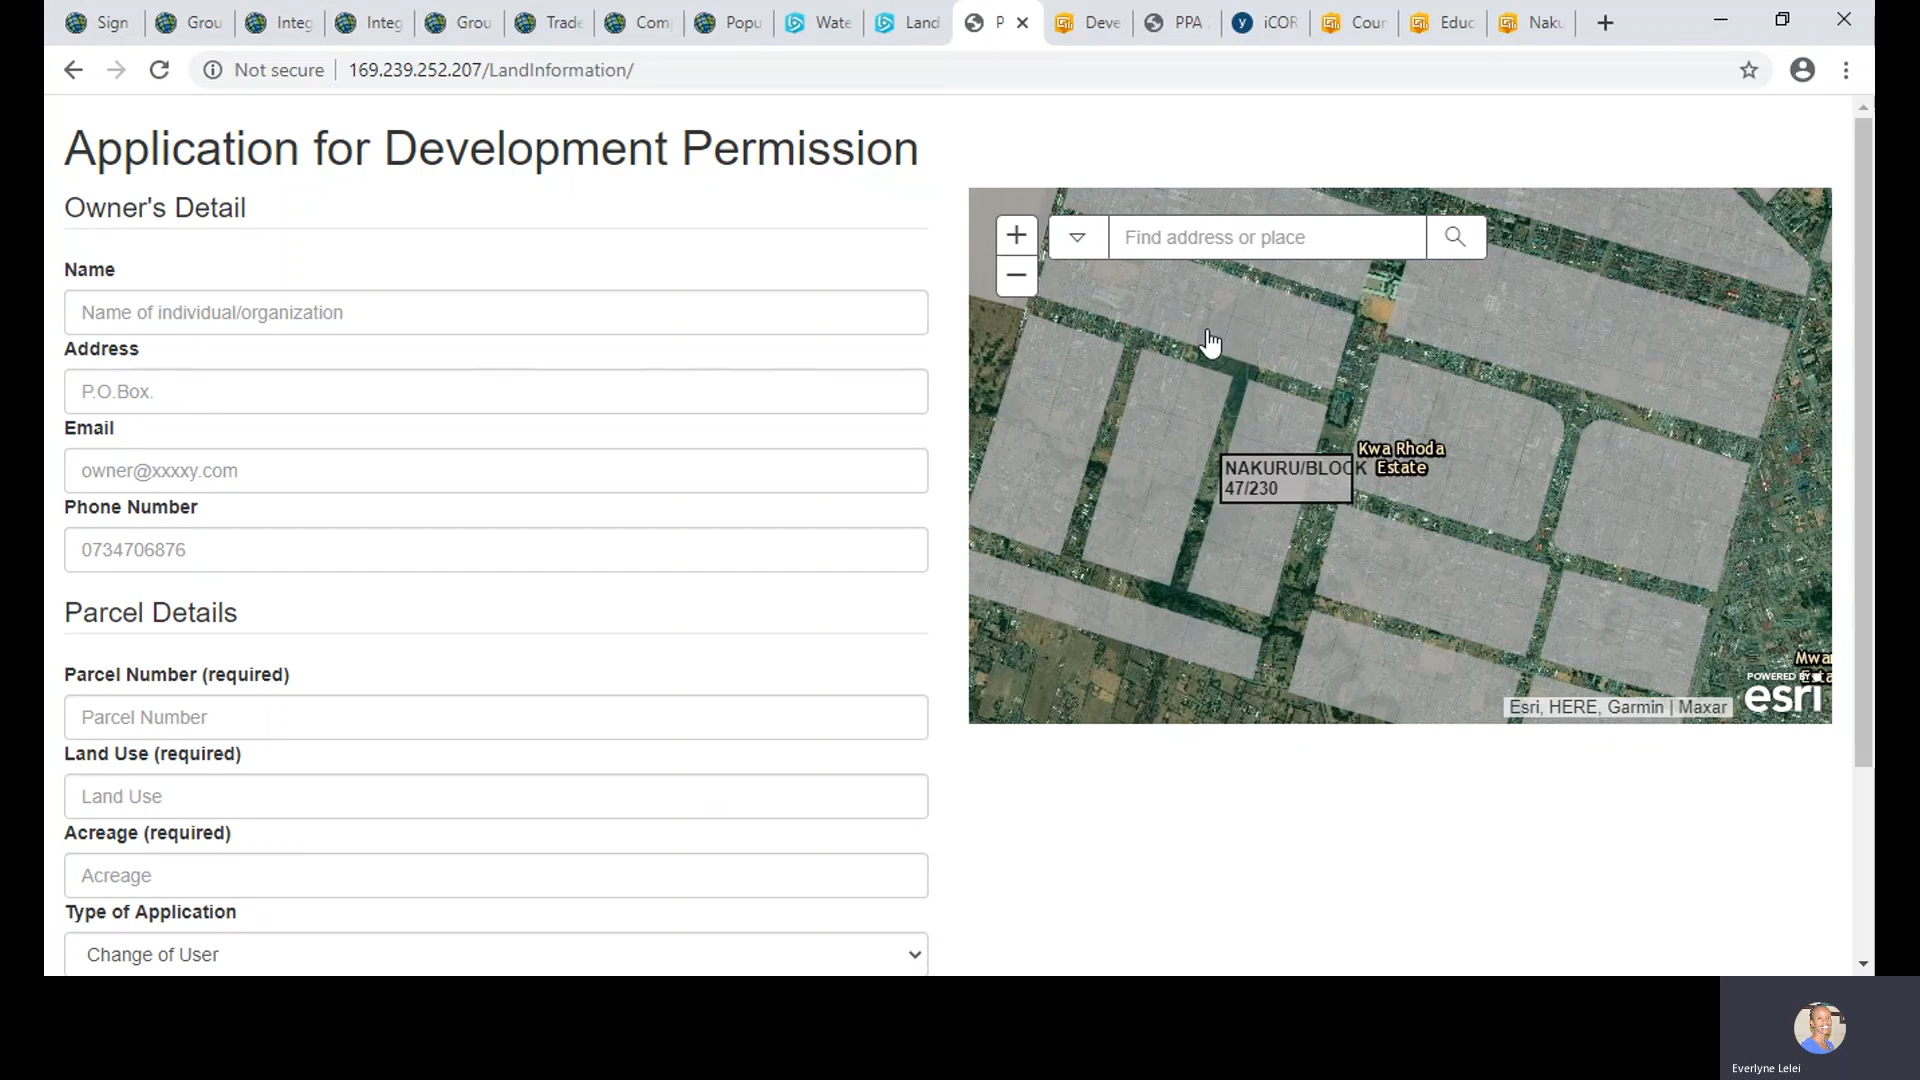 Sign
Grou
Integ
Integ
Grou
Trade
Com
Popu
Wate
Land
P
Deve
PPA
iCOR
Coun
Educ
Naku
Not secure
169.239.252.207/LandInformation/
Application for Development Permission
Owner's Detail
Name
Name of individual/organization
Address
P.O.Box.
Email
owner@xxxxy.com
Phone Number
0734706876
Parcel Details
Parcel Number (required)
Parcel Number
Land Use (required)
Land Use
Acreage (required)
Acreage
Type of Application
Change of User
Find address or place
Kwa Rhoda
Estate
NAKURU/BLOCK
47/230
POWERED BY
esri
Esri, HERE, Garmin | Maxar
Everlyne Lelei